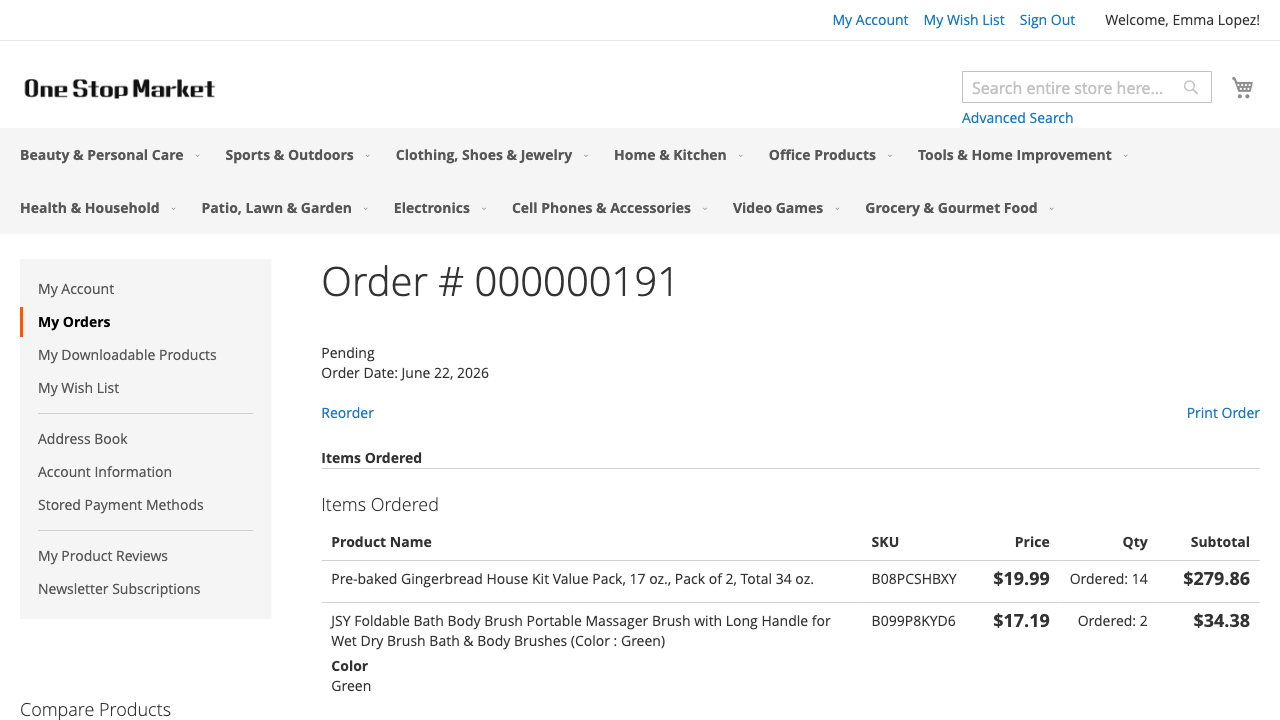 My Account My Wish List Sign Out Welcome, Emma Lopez!
One Stop Market
Search entire store here...
Advanced Search
Beauty & Personal Care Sports & Outdoors Clothing, Shoes & Jewelry Home & Kitchen Office Products Tools & Home Improvement
Health & Household Patio, Lawn & Garden Electronics Cell Phones & Accessories Video Games Grocery & Gourmet Food
My Account
My Orders
My Downloadable Products
My Wish List
Address Book
Account Information
Stored Payment Methods
My Product Reviews
Newsletter Subscriptions
Compare Products
Order # 000000191
Pending
Order Date: June 22, 2026
Reorder Print Order
Items Ordered
Items Ordered
Product Name SKU Price Qty Subtotal
Pre-baked Gingerbread House Kit Value Pack, 17 oz., Pack of 2, Total 34 oz. B08PCSHBXY $19.99 Ordered: 14 $279.86
JSY Foldable Bath Body Brush Portable Massager Brush with Long Handle for B099P8KYD6 $17.19 Ordered: 2 $34.38
Wet Dry Brush Bath & Body Brushes (Color : Green)
Color
Green